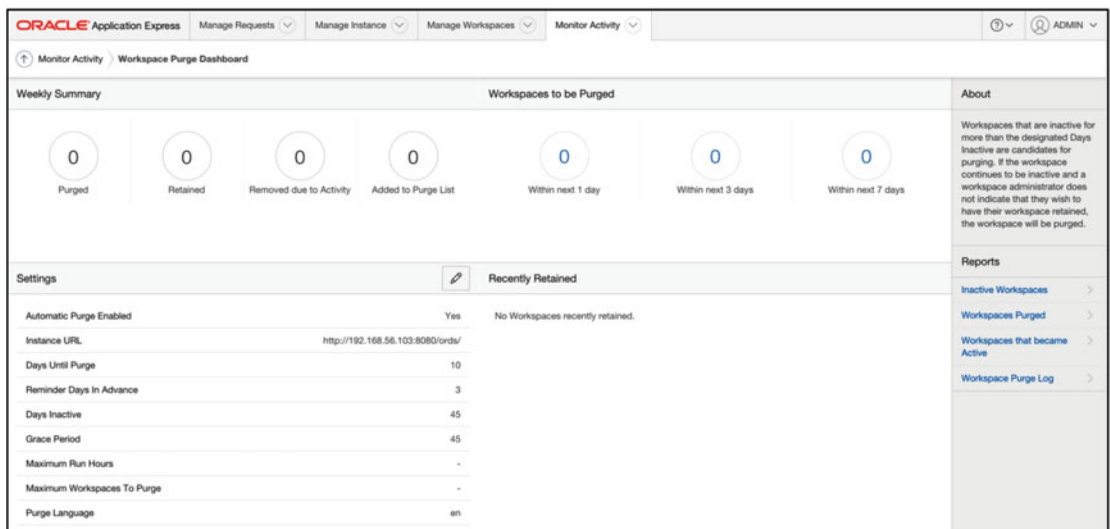 ORACLE Application Express Manage Requests Manage Instance Manage Workspaces Monitor Activity ADMIN
Monitor Activity Workspace Purge Dashboard
Weekly Summary
0 Purged
0 Retained
0 Removed due to Activity
0 Added to Purge List
Workspaces to be Purged
0 Within next 1 day
0 Within next 3 days
0 Within next 7 days
Settings
Automatic Purge Enabled Yes
Instance URL http://192.168.56.103:8080/ords/
Days Until Purge 10
Reminder Days In Advance 3
Days Inactive 45
Grace Period 45
Maximum Run Hours -
Maximum Workspaces To Purge -
Purge Language en
Recently Retained
No Workspaces recently retained.
About
Workspaces that are inactive for
more than the designated Days
Inactive are candidates for
purging. If the workspace
continues to be inactive and a
workspace administrator does
not indicate that they wish to
have their workspace retained,
the workspace will be purged.
Reports
Inactive Workspaces
Workspaces Purged
Workspaces that became
Active
Workspace Purge Log